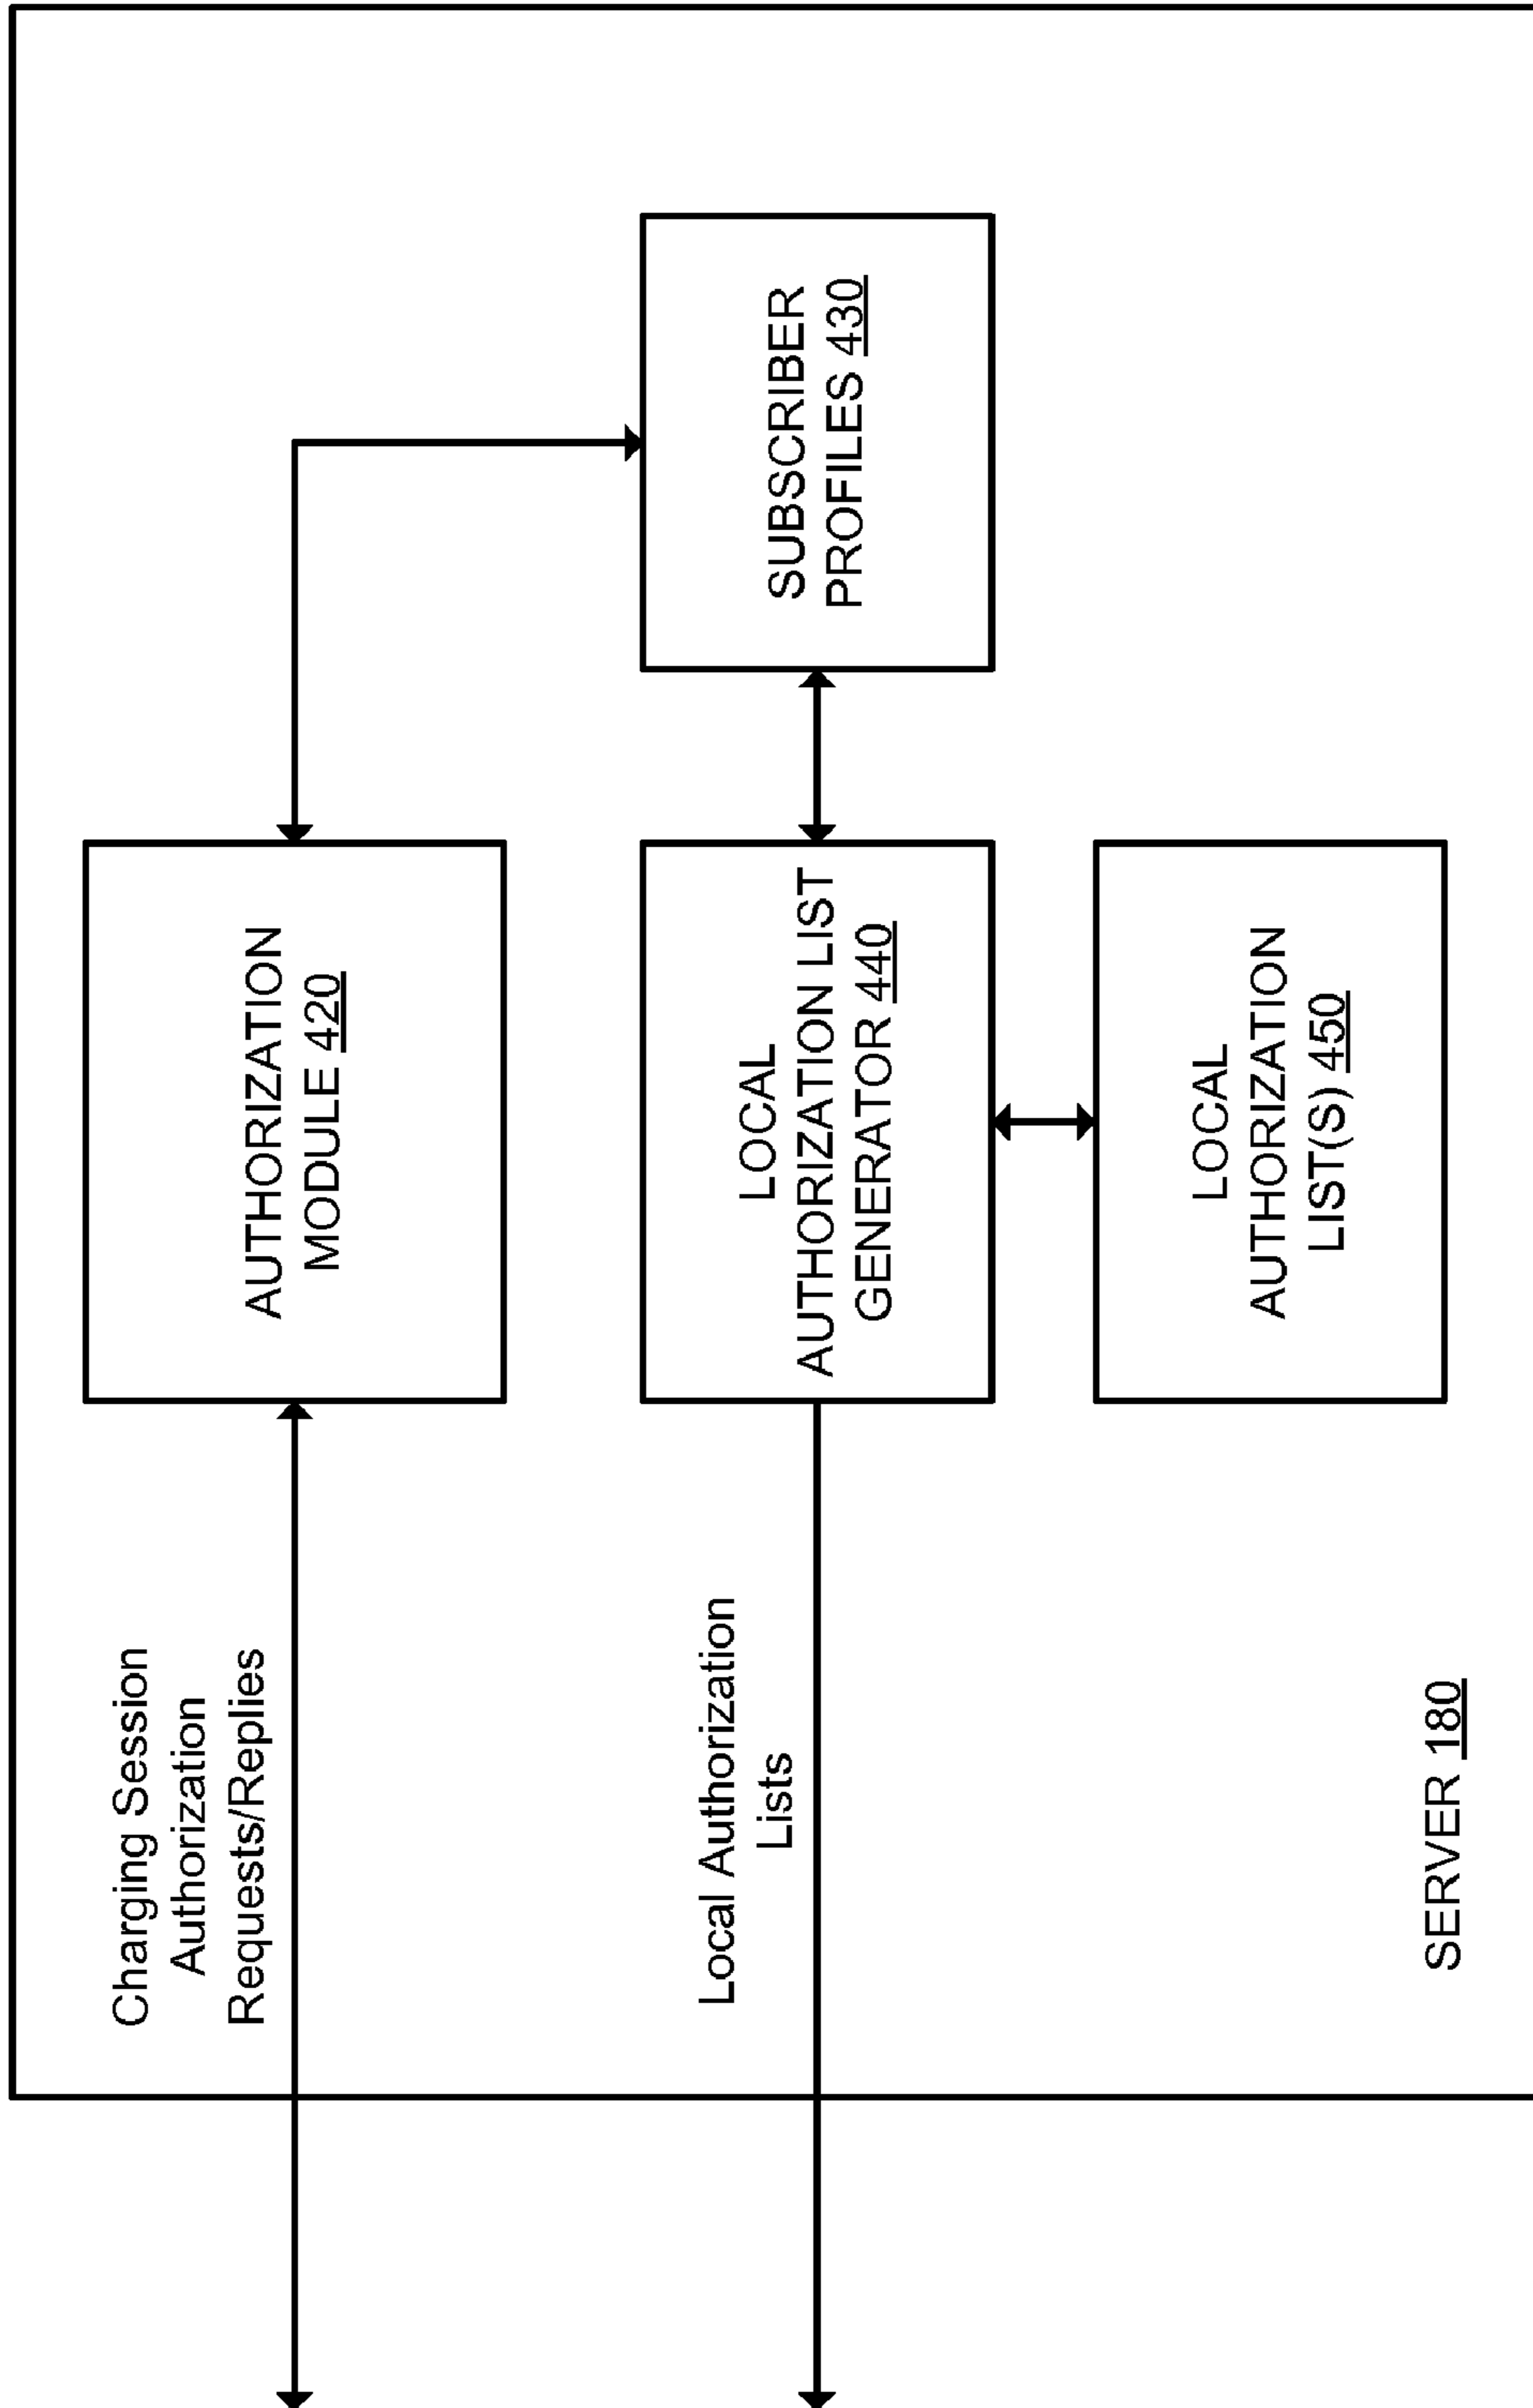 Charging Session
Authorization
Requests/Replies
AUTHORIZATION
MODULE 420
SUBSCRIBER
PROFILES 430
Local Authorization
Lists
LOCAL
AUTHORIZATION LIST
GENERATOR 440
LOCAL
AUTHORIZATION
LIST(S) 450
SERVER 180